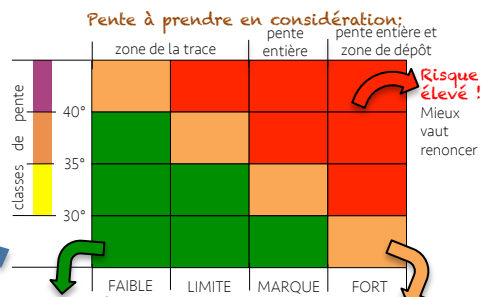 Pente à prendre en considération:
zone de la trace
pente
entière
pente entière et
zone de dépôt
Risque
élevé !
Mieux
vaut
renoncer
classes de pente
40°
35°
30°
FAIBLE
LIMITE
MARQUE
FORT